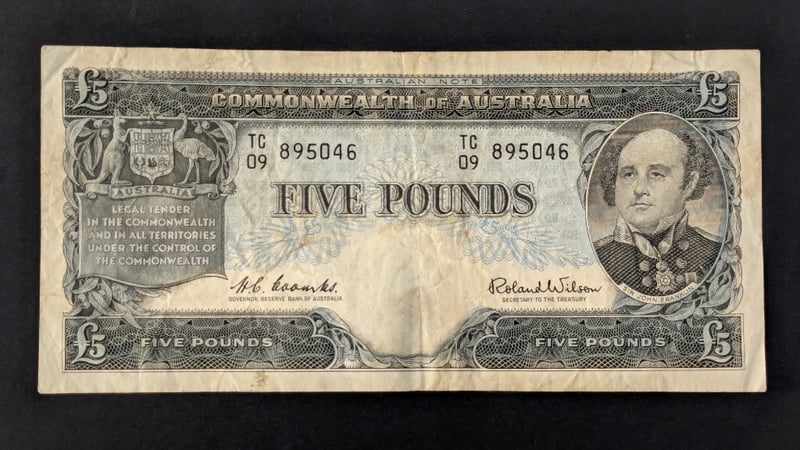 AUSTRALIAN NOTE
£5 COMMONWEALTH OF AUSTRALIA £5
TC 09 895046
TC 09 895046
FIVE POUNDS
AUSTRALIA
LEGAL TENDER
IN THE COMMONWEALTH
AND IN ALL TERRITORIES
UNDER THE CONTROL OF
THE COMMONWEALTH
H.C. Coombs.
GOVERNOR, RESERVE BANK OF AUSTRALIA
Roland Wilson
SECRETARY TO THE TREASURY
SIR JOHN FRANKLIN
£5 FIVE POUNDS
FIVE POUNDS £5